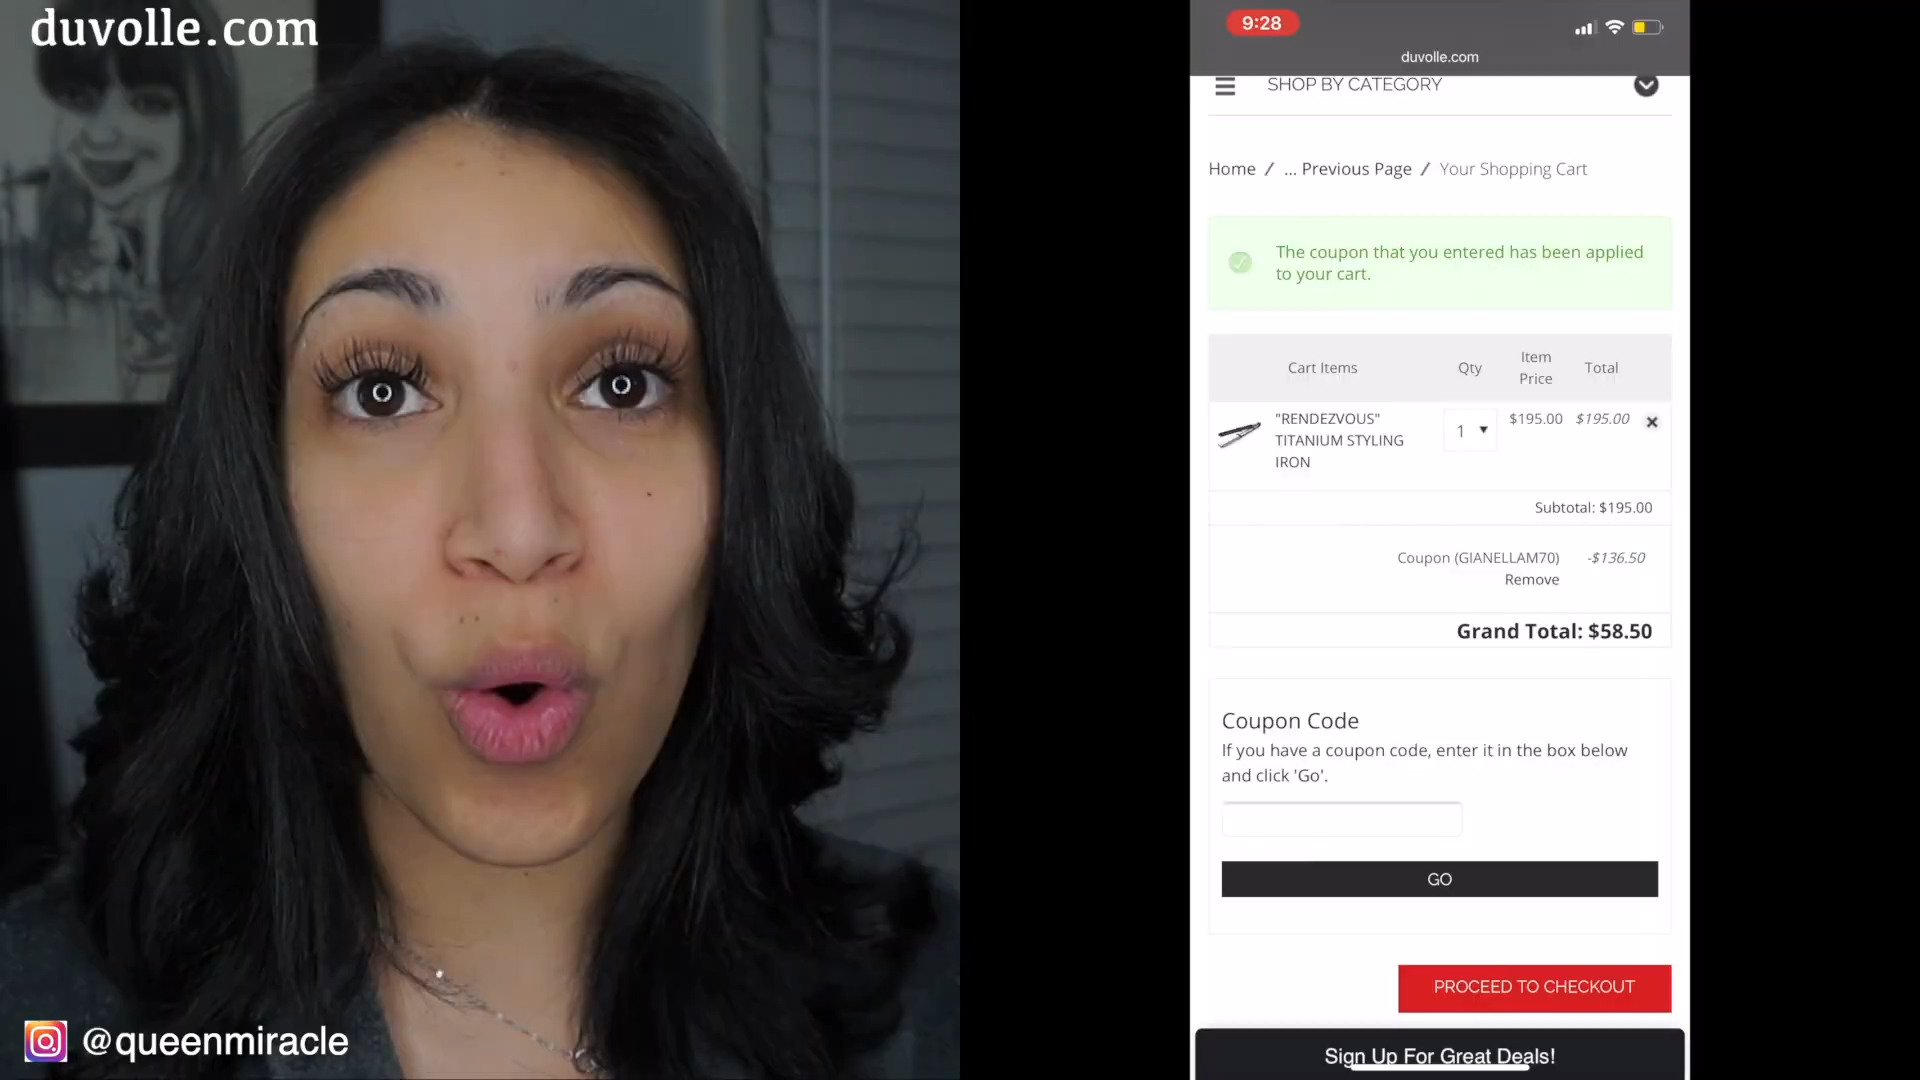 duvolle.com
@queenmiracle
9:28
duvolle.com
SHOP BY CATEGORY
Home / ... Previous Page / Your Shopping Cart
The coupon that you entered has been applied
to your cart.
Cart Items Qty Item Price Total
"RENDEZVOUS" TITANIUM STYLING IRON 1 $195.00 $195.00
Subtotal: $195.00
Coupon (GIANELLAM70) -$136.50
Remove
Grand Total: $58.50
Coupon Code
If you have a coupon code, enter it in the box below
and click 'Go'.
GO
PROCEED TO CHECKOUT
Sign Up For Great Deals!